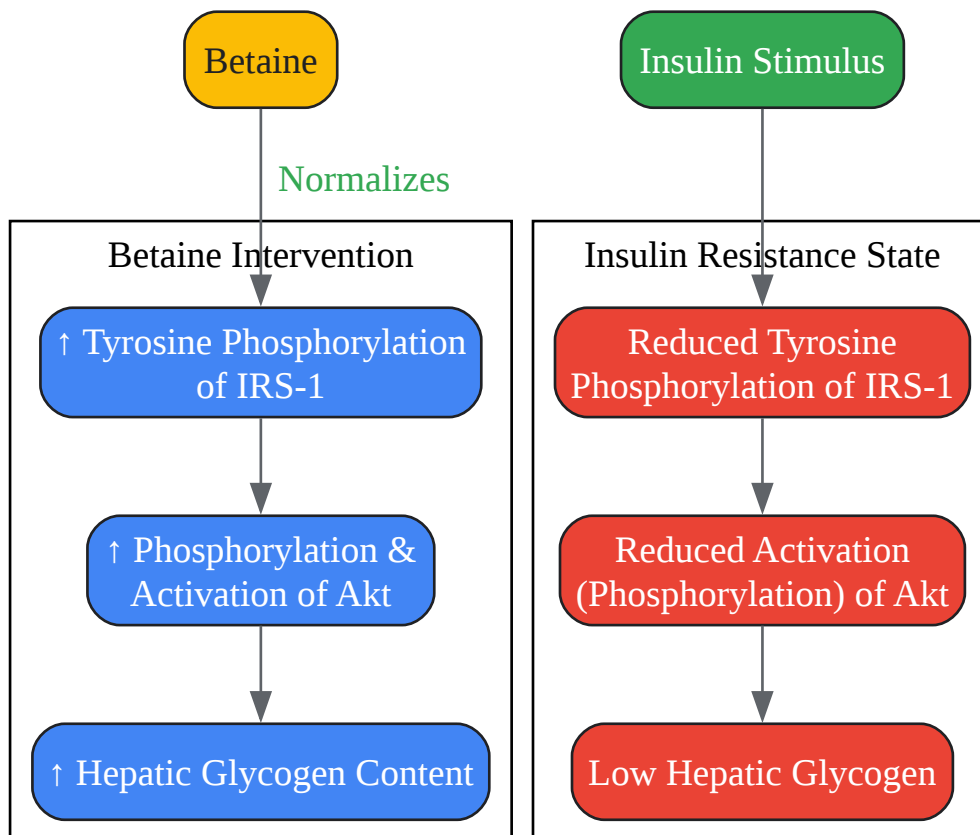 Betaine
Insulin Stimulus
Normalizes
Betaine Intervention
↑ Tyrosine Phosphorylation
of IRS-1
↑ Phosphorylation &
Activation of Akt
↑ Hepatic Glycogen Content
Insulin Resistance State
Reduced Tyrosine
Phosphorylation of IRS-1
Reduced Activation
(Phosphorylation) of Akt
Low Hepatic Glycogen